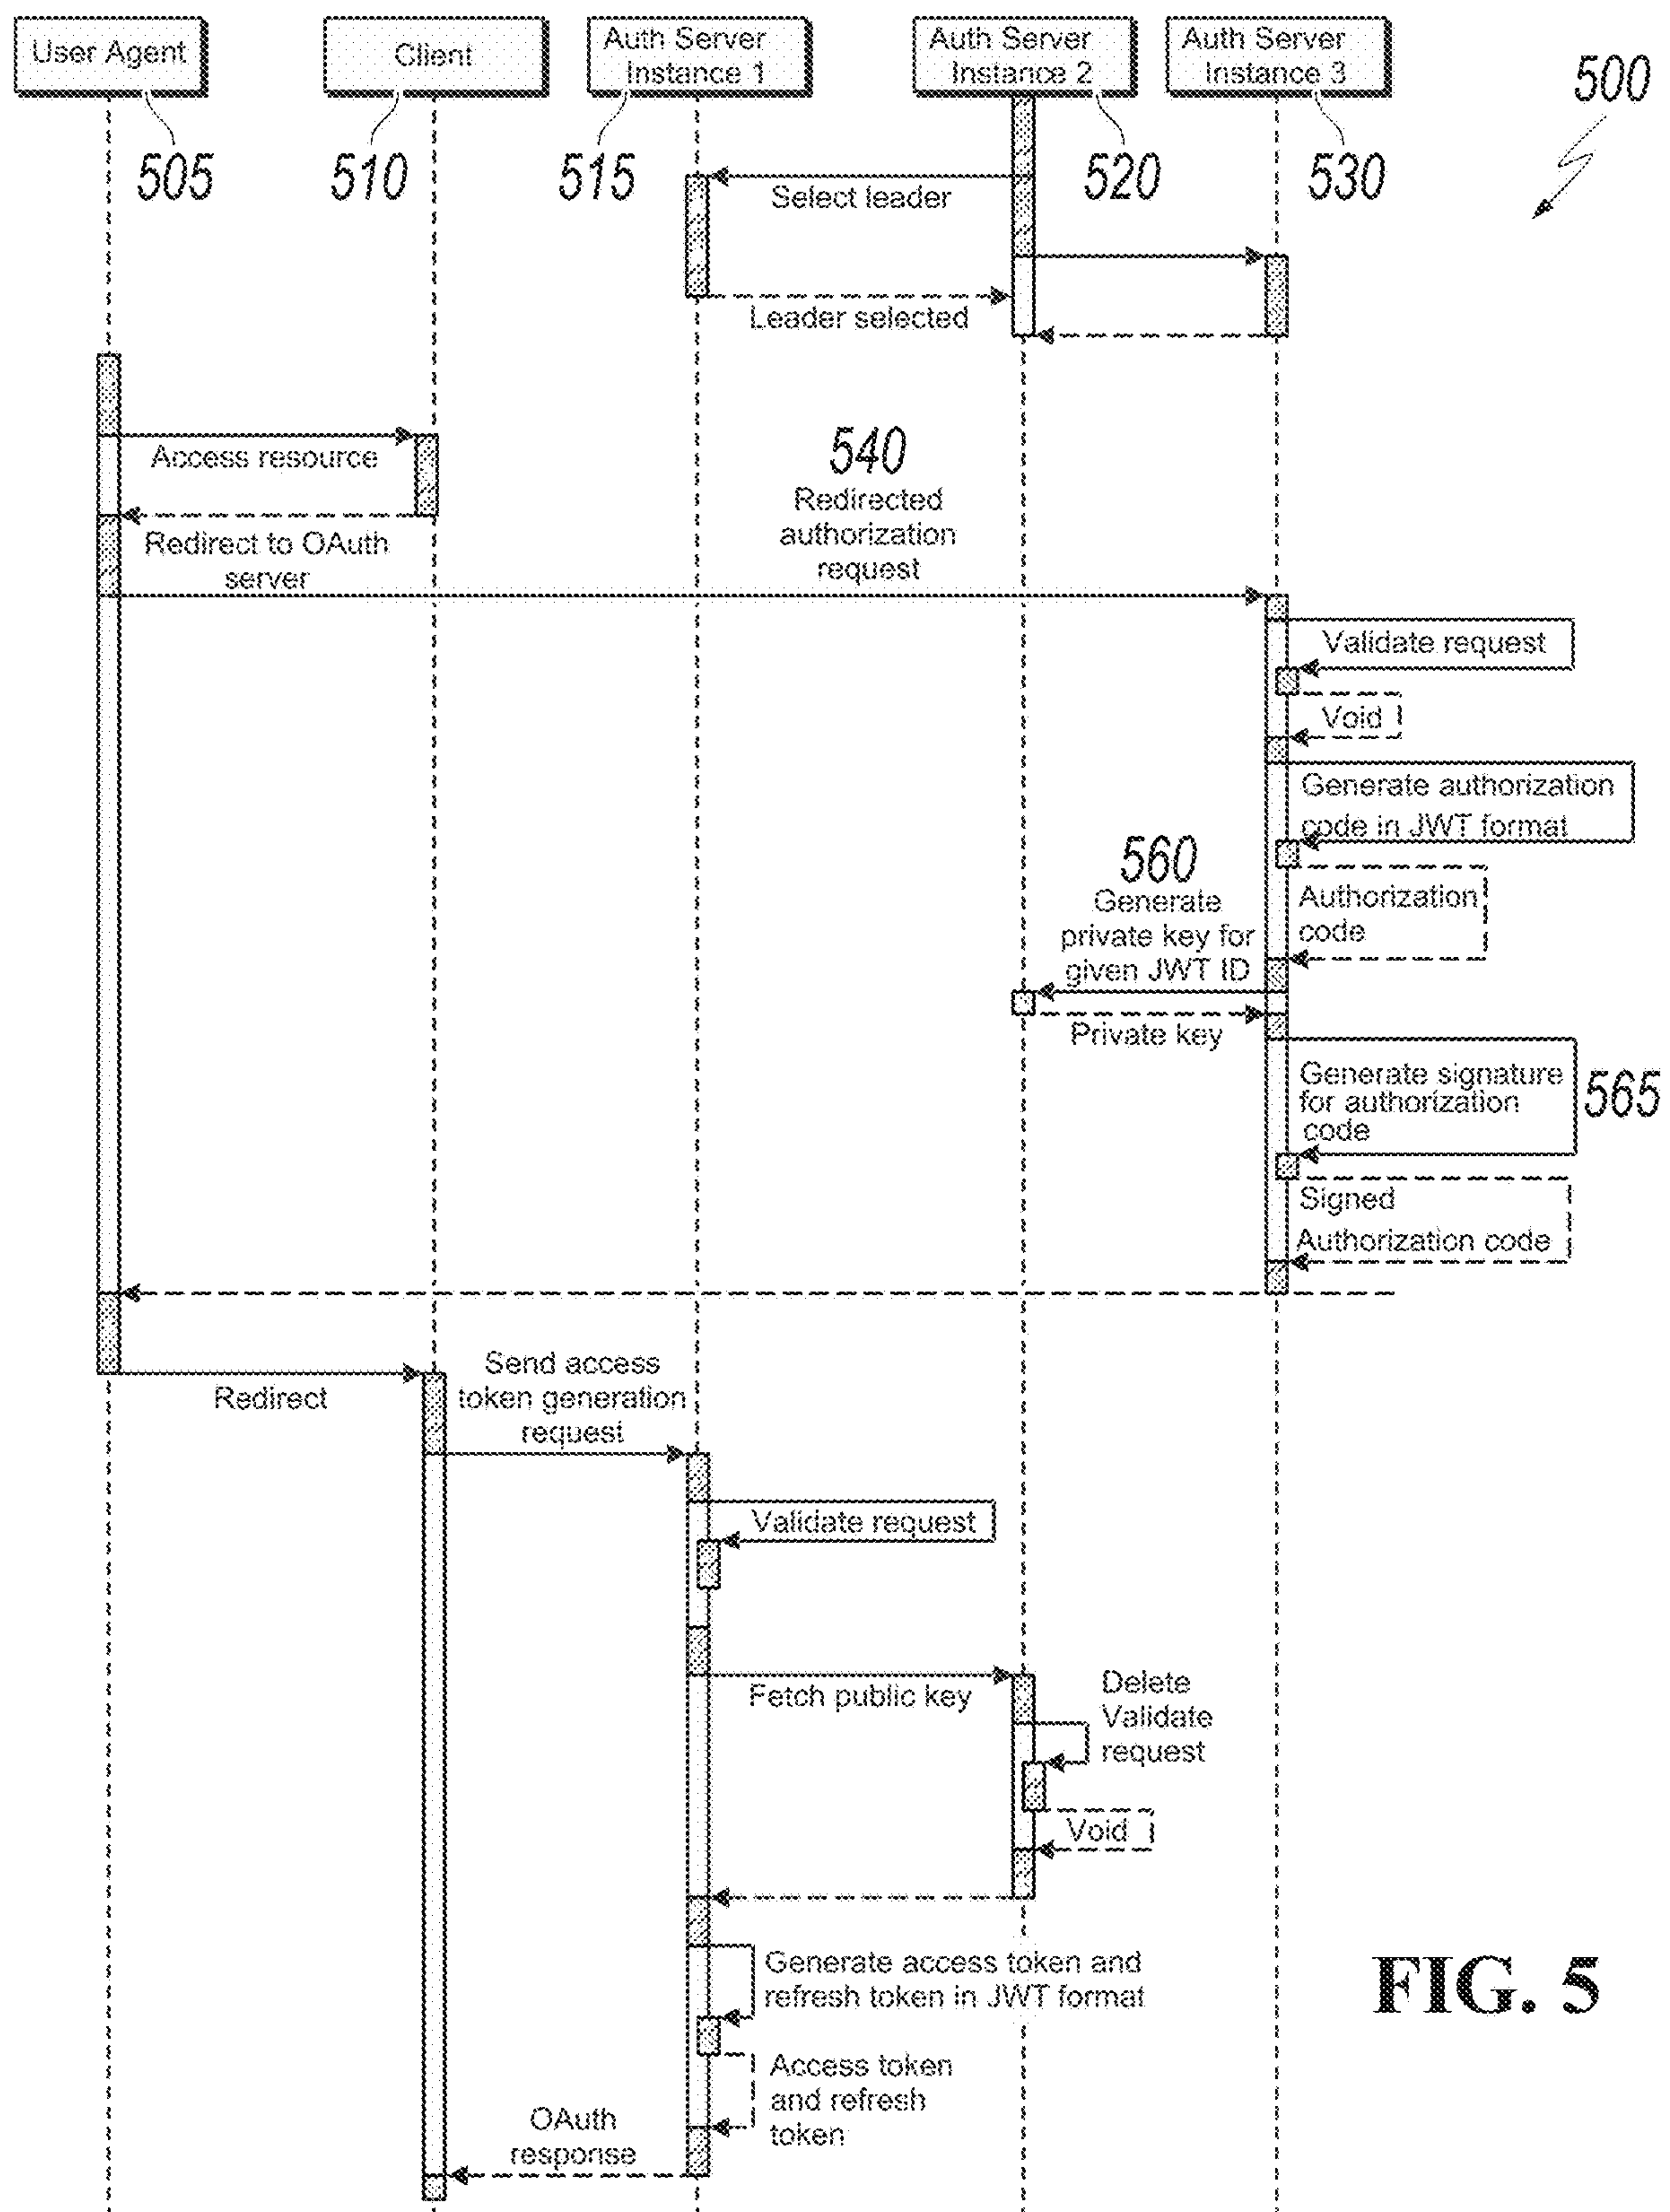 User Agent
Client
Auth Server
Instance 1
Auth Server
Instance 2
Auth Server
Instance 3
500
505
510
515
520
530
Select leader
Leader selected
Access resource
540
Redirected
authorization
request
Redirect to OAuth
server
Validate request
Void
Generate authorization
code in JWT format
560
Generate
private key for
given JWT ID
Authorization
code
Private key
Generate signature
for authorization
code
565
Signed
Authorization code
Redirect
Send access
token generation
request
Validate request
Fetch public key
Delete
Validate
request
Void
Generate access token and
refresh token in JWT format
Access token
and refresh
token
OAuth
response
FIG. 5